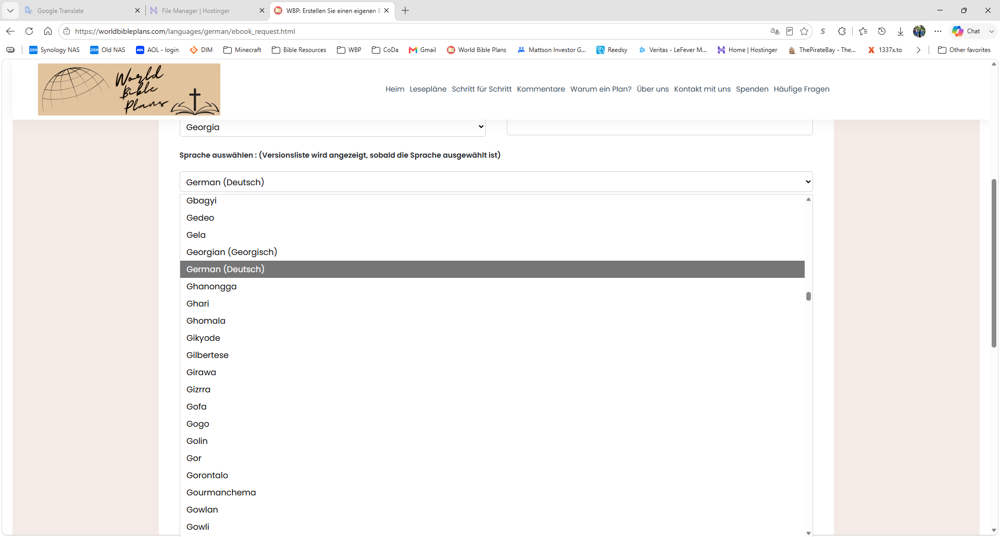 Google Translate
File Manager | Hostinger
WBP: Erstellen Sie einen eigenen B
https://worldbibleplans.com/languages/german/ebook_request.html
Chat
Synology NAS
Old NAS
AOL - login
DIM
Minecraft
Bible Resources
WBP
CoDa
Gmail
World Bible Plans
Mattson Investor G...
Reedsy
Veritas - LeFever M...
Home | Hostinger
ThePirateBay - The...
1337x.to
Other favorites
World
Bible
Plans
Heim Lesepläne Schritt für Schritt Kommentare Warum ein Plan? Über uns Kontakt mit uns Spenden Häufige Fragen
Georgia
Sprache auswählen : (Versionsliste wird angezeigt, sobald die Sprache ausgewählt ist)
German (Deutsch)
Gbagyi
Gedeo
Gela
Georgian (Georgisch)
German (Deutsch)
Ghanongga
Ghari
Ghomala
Gikyode
Gilbertese
Girawa
Gizrra
Gofa
Gogo
Golin
Gor
Gorontalo
Gourmanchema
Gowlan
Gowli